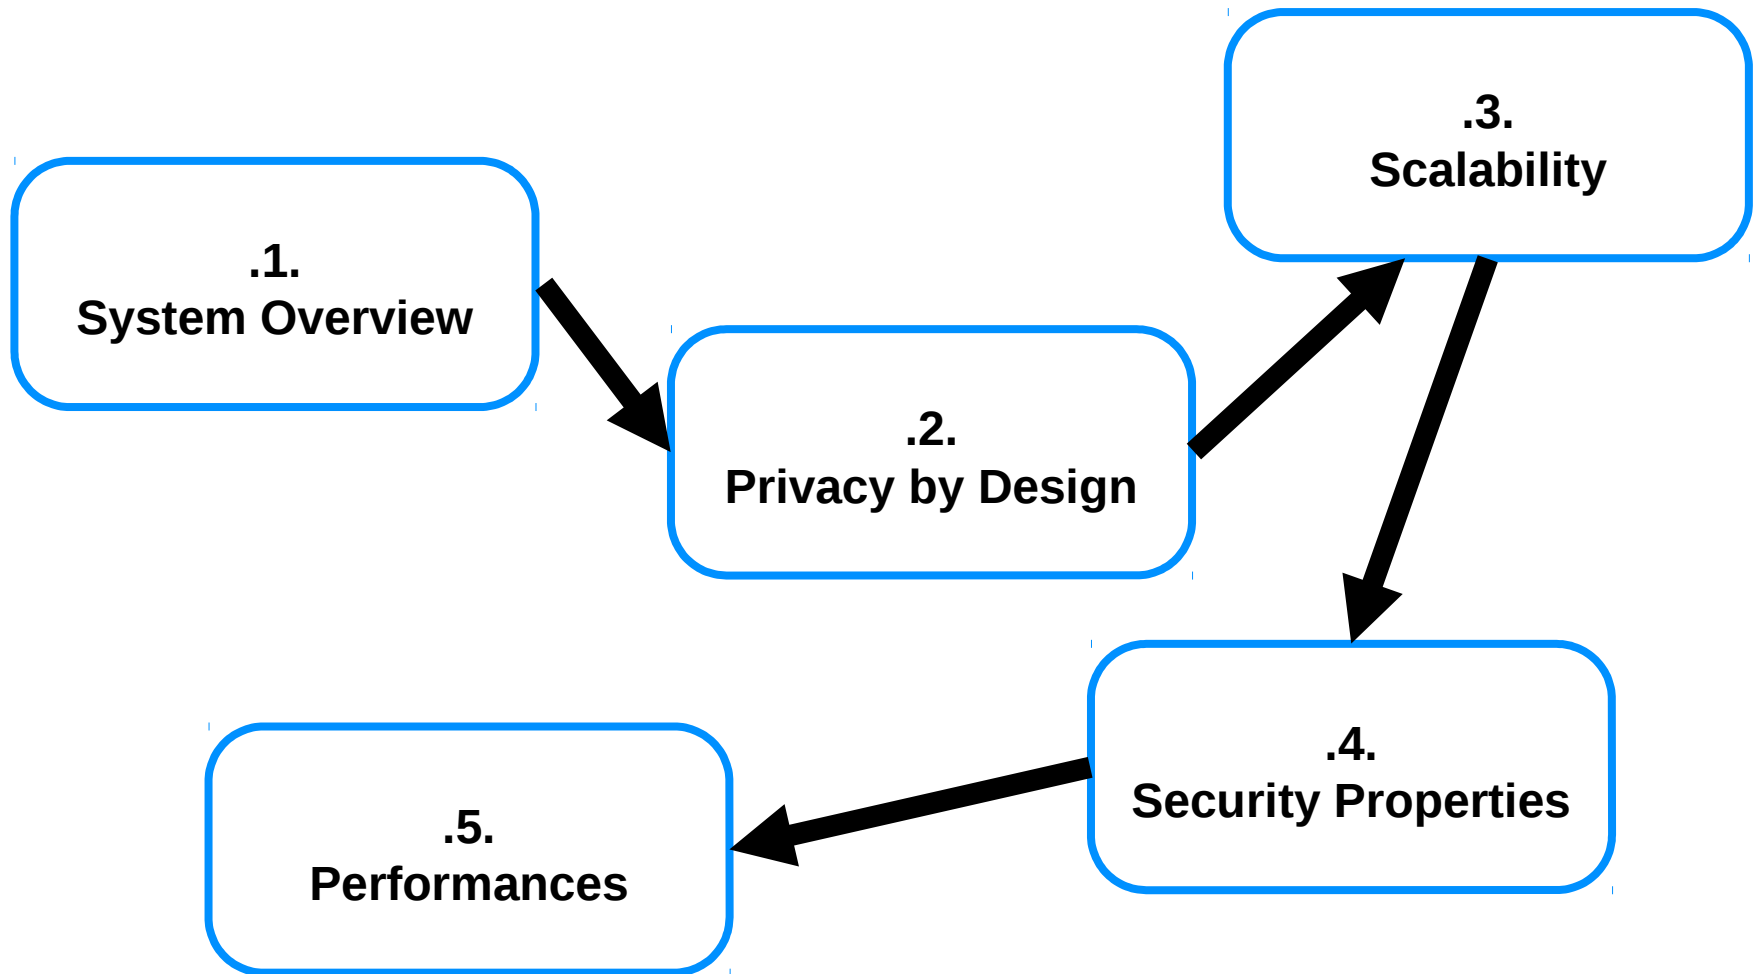 .1.
System Overview
.2.
Privacy by Design
.3.
Scalability
.4.
Security Properties
.5.
Performances